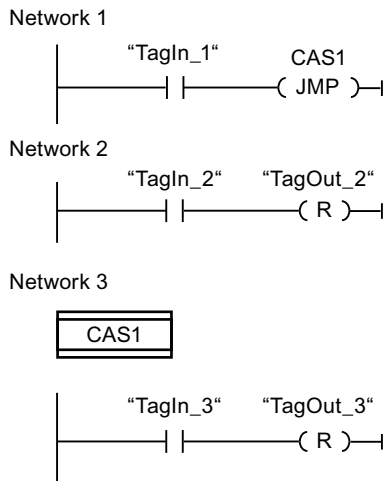 Network 1
“TagIn_1“ CAS1
JMP
Network 2
“TagIn_2“ “TagOut_2“
R
Network 3
CAS1
“TagIn_3“ “TagOut_3“
R